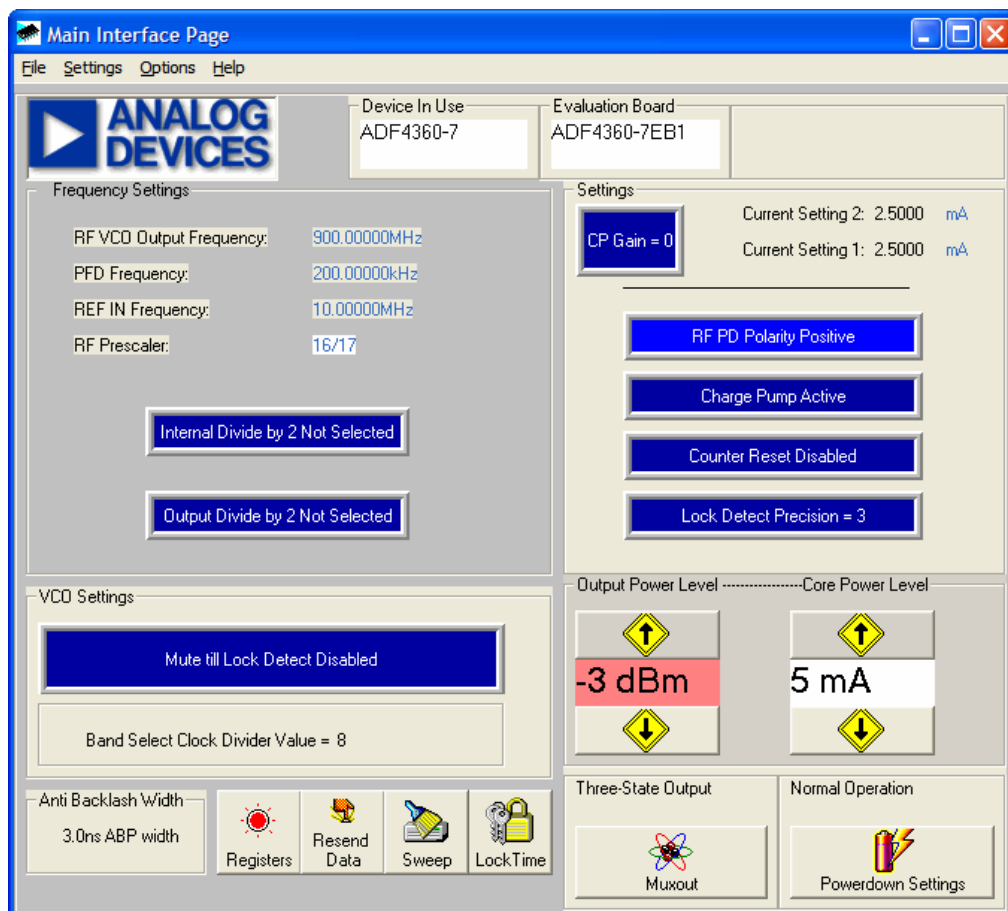 Main Interface Page
File Settings Options Help
ANALOG
DEVICES
Device In Use
ADF4360-7
Evaluation Board
ADF4360-7EB1
Frequency Settings
RF VCO Output Frequency: 900.00000MHz
PFD Frequency: 200.00000kHz
REF IN Frequency: 10.00000MHz
RF Prescaler: 16/17
Internal Divide by 2 Not Selected
Output Divide by 2 Not Selected
Settings
CP Gain = 0
Current Setting 2: 2.5000 mA
Current Setting 1: 2.5000 mA
RF PD Polarity Positive
Charge Pump Active
Counter Reset Disabled
Lock Detect Precision = 3
VCO Settings
Mute till Lock Detect Disabled
Band Select Clock Divider Value = 8
Output Power Level -----------------Core Power Level
-3 dBm
5 mA
Anti Backlash Width
3.0ns ABP width
Registers
Resend
Data
Sweep
LockTime
Three-State Output
Muxout
Normal Operation
Powerdown Settings